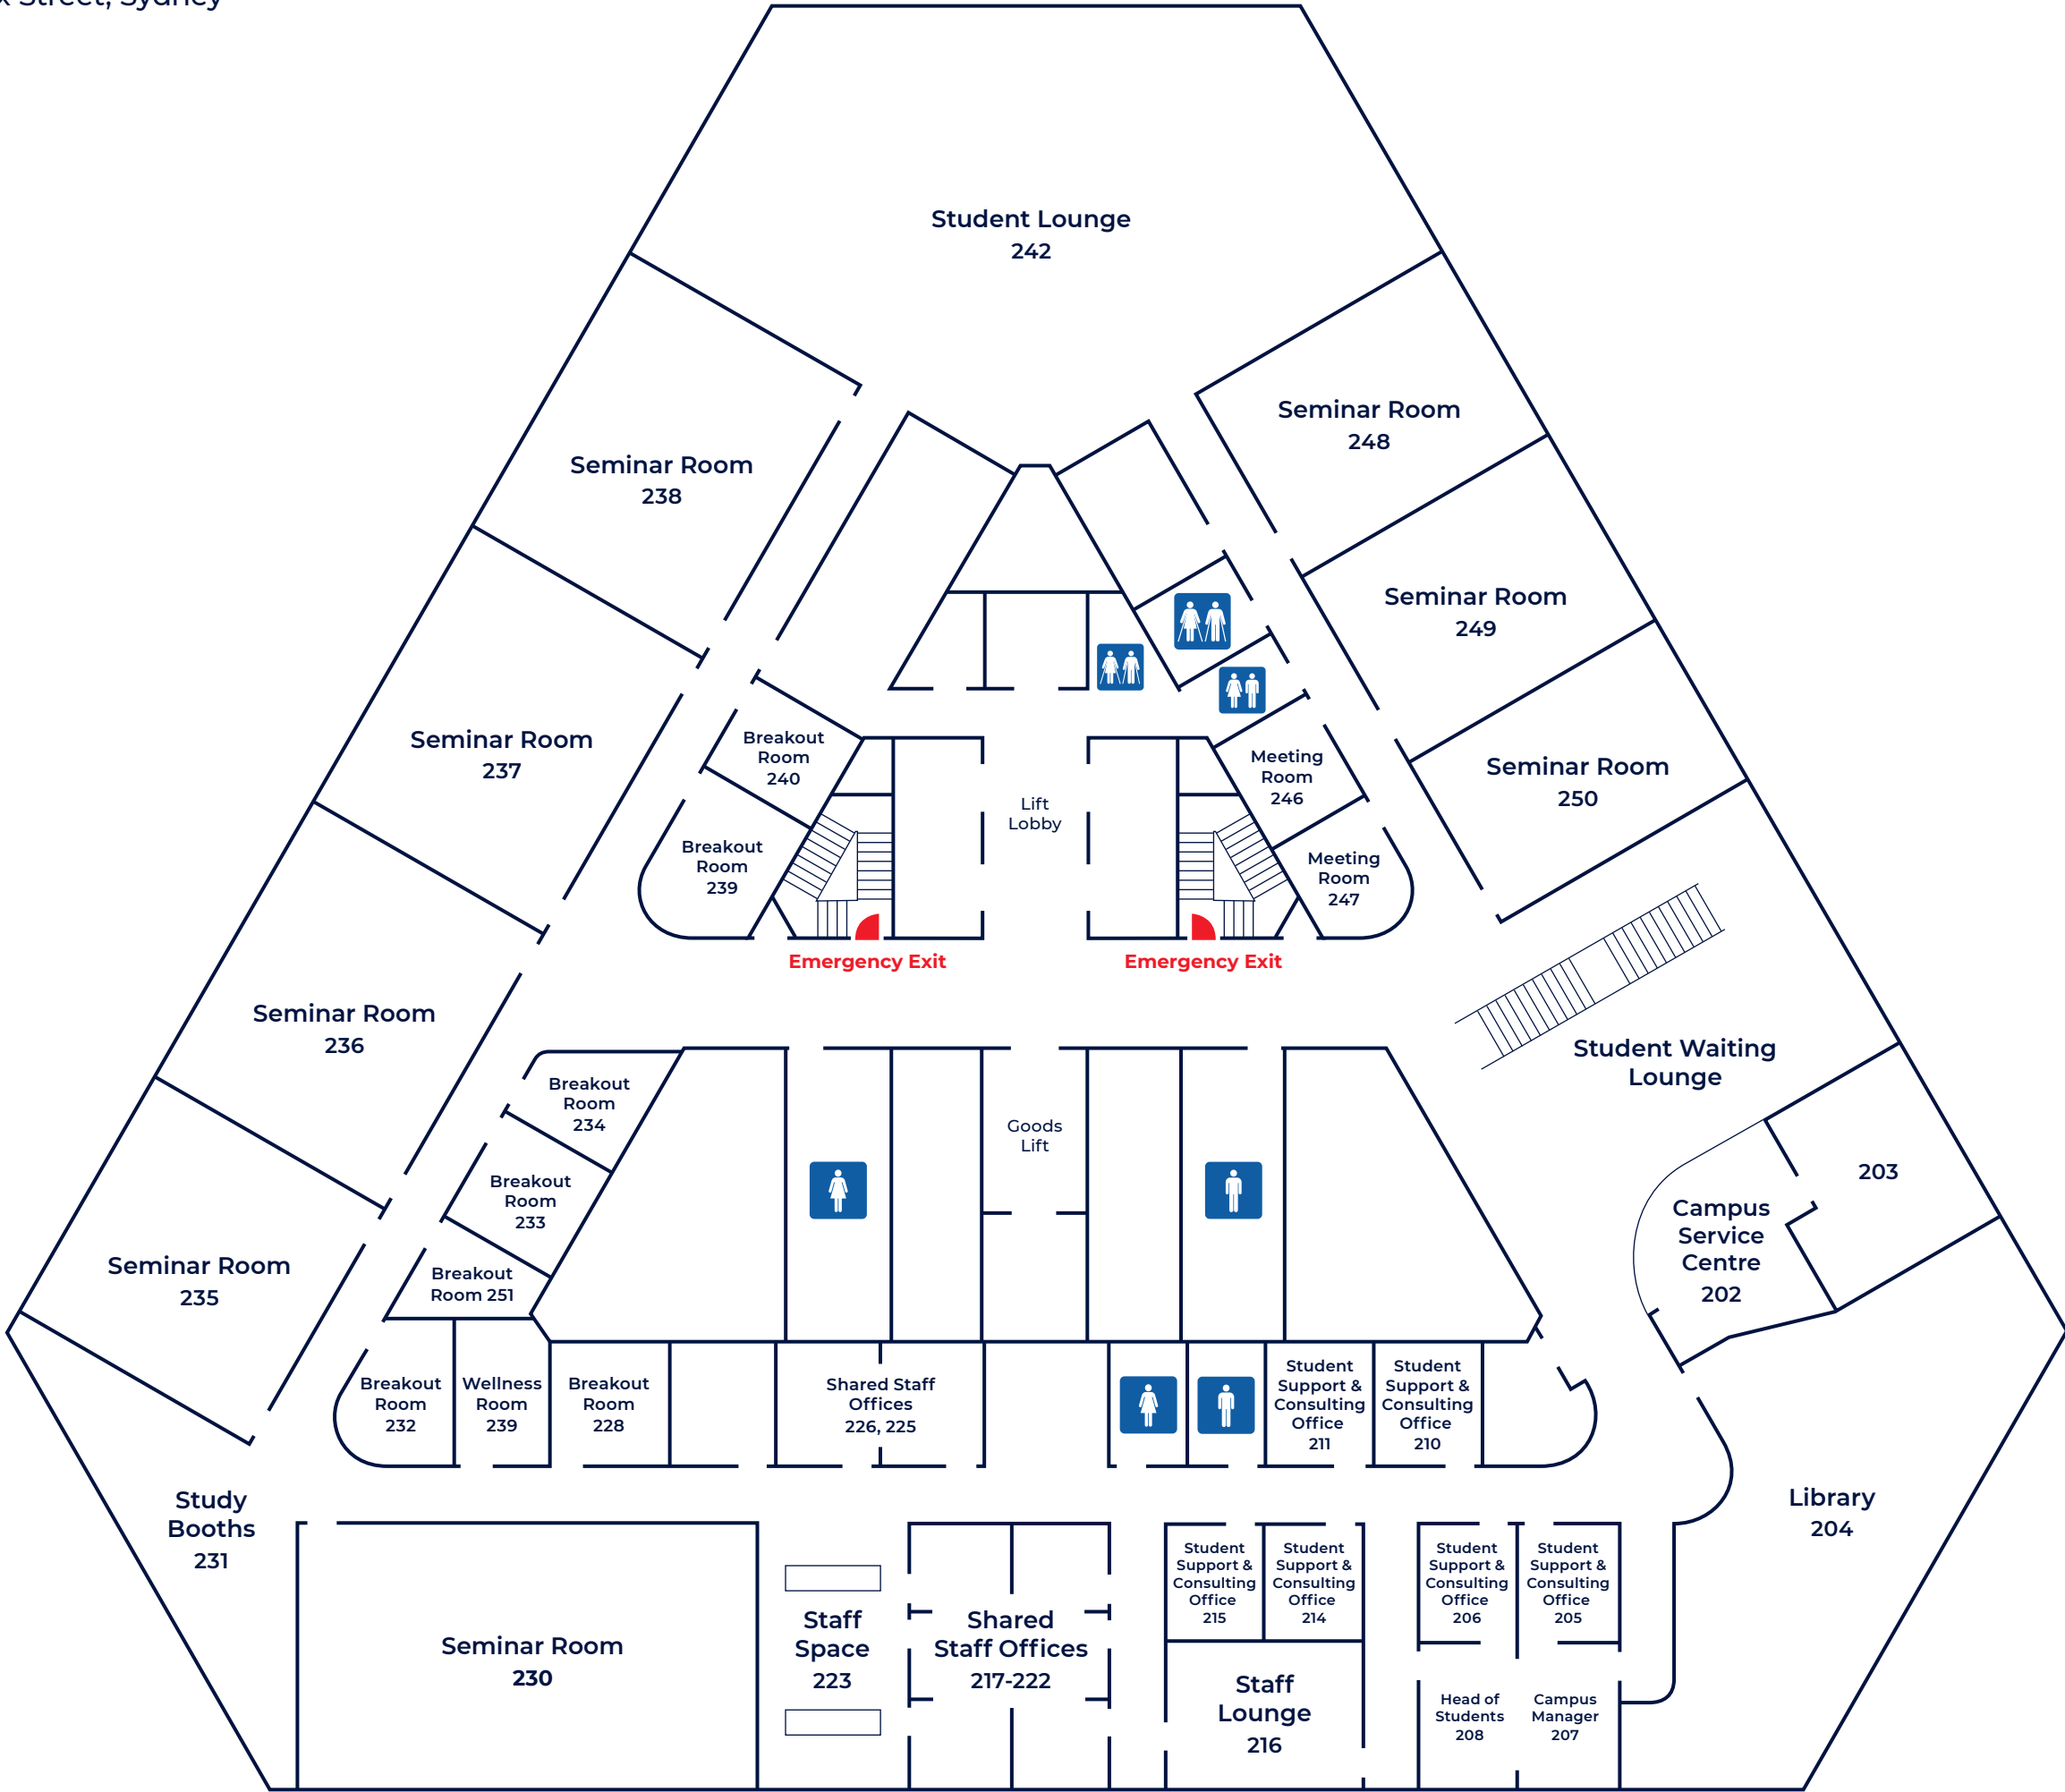 Street, Sydney
Student Lounge
242
Seminar Room
248
Seminar Room
238
Seminar Room
249
Seminar Room
237
Seminar Room
250
Breakout
Room
240
Meeting
Room
246
Lift
Lobby
Breakout
Room
239
Meeting
Room
247
Emergency Exit
Emergency Exit
Seminar Room
236
Student Waiting
Lounge
Breakout
Room
234
Goods
Lift
Breakout
Room
233
203
Campus
Service
Centre
202
Seminar Room
235
Breakout
Room 251
Breakout
Room
232
Wellness
Room
239
Breakout
Room
228
Shared Staff
Offices
226, 225
Student
Support &
Consulting
Office
211
Student
Support &
Consulting
Office
210
Study
Booths
231
Library
204
Seminar Room
230
Staff
Space
223
Shared
Staff Offices
217-222
Student
Support &
Consulting
Office
215
Student
Support &
Consulting
Office
214
Staff
Lounge
216
Student
Support &
Consulting
Office
206
Student
Support &
Consulting
Office
205
Head of
Students
208
Campus
Manager
207